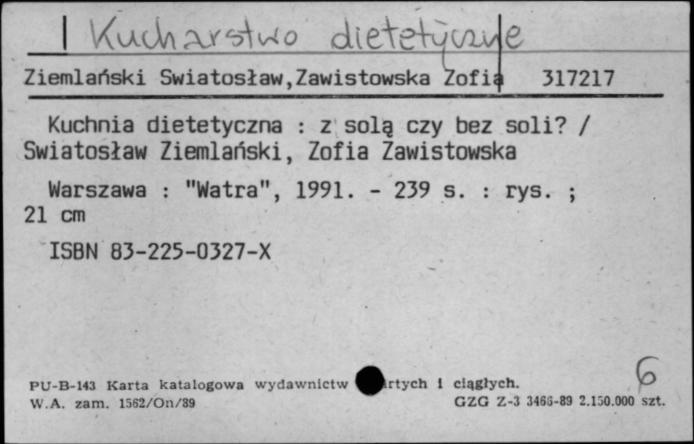 Kucharstwo dietetyczne
Ziemlański Swiatosław,Zawistowska Zofia 317217
Kuchnia dietetyczna : z solą czy bez soli? /
Swiatosław Ziemlański, Zofia Zawistowska
Warszawa : "Watra", 1991. - 239 s. : rys. ;
21 cm
ISBN 83-225-0327-X
6
PU-B-143 Karta katalogowa wydawnictw rtych i ciągłych.
W.A. zam. 1562/On/89 GZG Z-3 3466-89 2.150.000 szt.